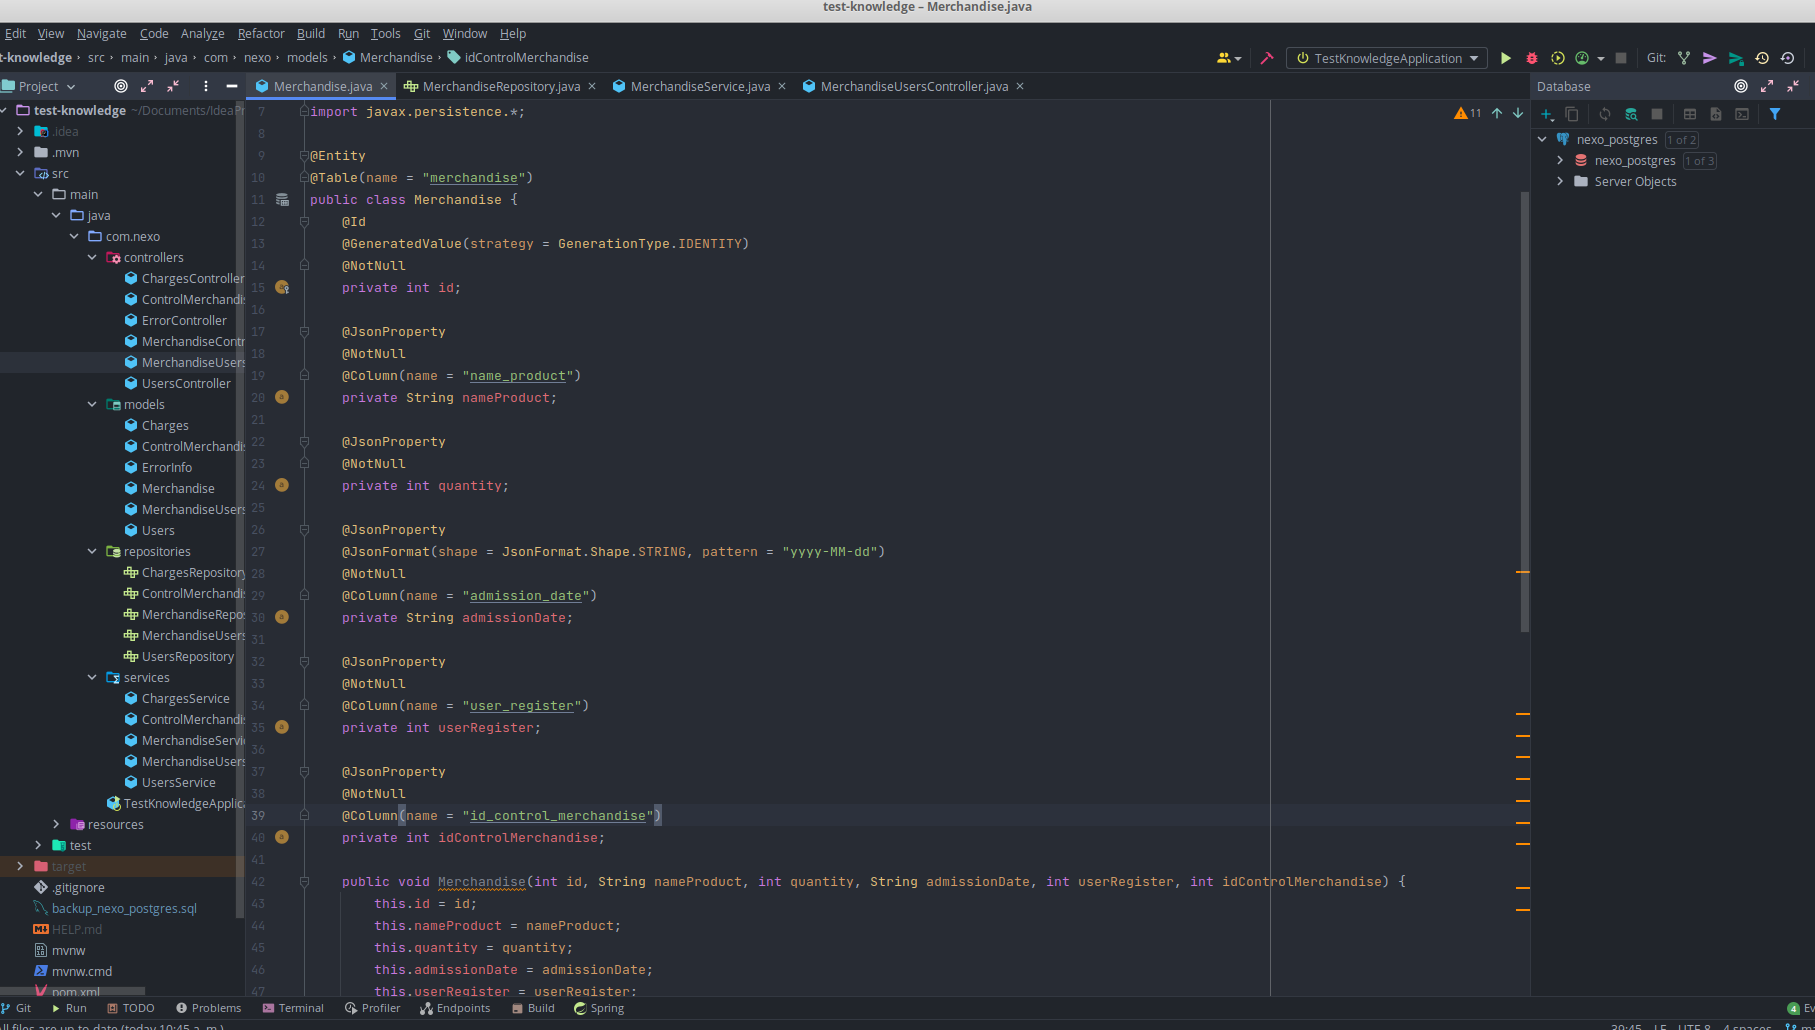 test-knowledge – Merchandise.java
Edit View Navigate Code Analyze Refactor Build Run Tools Git Window Help
t-knowledge › src › main › java › com › nexo › models › Merchandise › idControlMerchandise
TestKnowledgeApplication
Git:
Project
Merchandise.java × MerchandiseRepository.java × MerchandiseService.java × MerchandiseUsersController.java ×
Database
test-knowledge ~/Documents/IdeaPr
.idea
.mvn
src
main
java
com.nexo
controllers
ChargesController
ControlMerchandis
ErrorController
MerchandiseContr
MerchandiseUsers
UsersController
models
Charges
ControlMerchandis
ErrorInfo
Merchandise
MerchandiseUsers
Users
repositories
ChargesRepository
ControlMerchandis
MerchandiseRepo
MerchandiseUsers
UsersRepository
services
ChargesService
ControlMerchandis
MerchandiseServi
MerchandiseUsers
UsersService
TestKnowledgeApplic
resources
test
target
.gitignore
backup_nexo_postgres.sql
HELP.md
mvnw
mvnw.cmd
pom.xml
7 import javax.persistence.*;
8
9 @Entity
10 @Table(name = "merchandise")
11 public class Merchandise {
12 @Id
13 @GeneratedValue(strategy = GenerationType.IDENTITY)
14 @NotNull
15 private int id;
16
17 @JsonProperty
18 @NotNull
19 @Column(name = "name_product")
20 private String nameProduct;
21
22 @JsonProperty
23 @NotNull
24 private int quantity;
25
26 @JsonProperty
27 @JsonFormat(shape = JsonFormat.Shape.STRING, pattern = "yyyy-MM-dd")
28 @NotNull
29 @Column(name = "admission_date")
30 private String admissionDate;
31
32 @JsonProperty
33 @NotNull
34 @Column(name = "user_register")
35 private int userRegister;
36
37 @JsonProperty
38 @NotNull
39 @Column(name = "id_control_merchandise")
40 private int idControlMerchandise;
41
42 public void Merchandise(int id, String nameProduct, int quantity, String admissionDate, int userRegister, int idControlMerchandise) {
43 this.id = id;
44 this.nameProduct = nameProduct;
45 this.quantity = quantity;
46 this.admissionDate = admissionDate;
47 this.userRegister = userRegister;
11
nexo_postgres 1 of 2
nexo_postgres 1 of 3
Server Objects
Git Run TODO Problems Terminal Profiler Endpoints Build Spring
4 Ev
All files are up-to-date (today 10:45 a. m.)
39:45 LF UTF-8 4 spaces